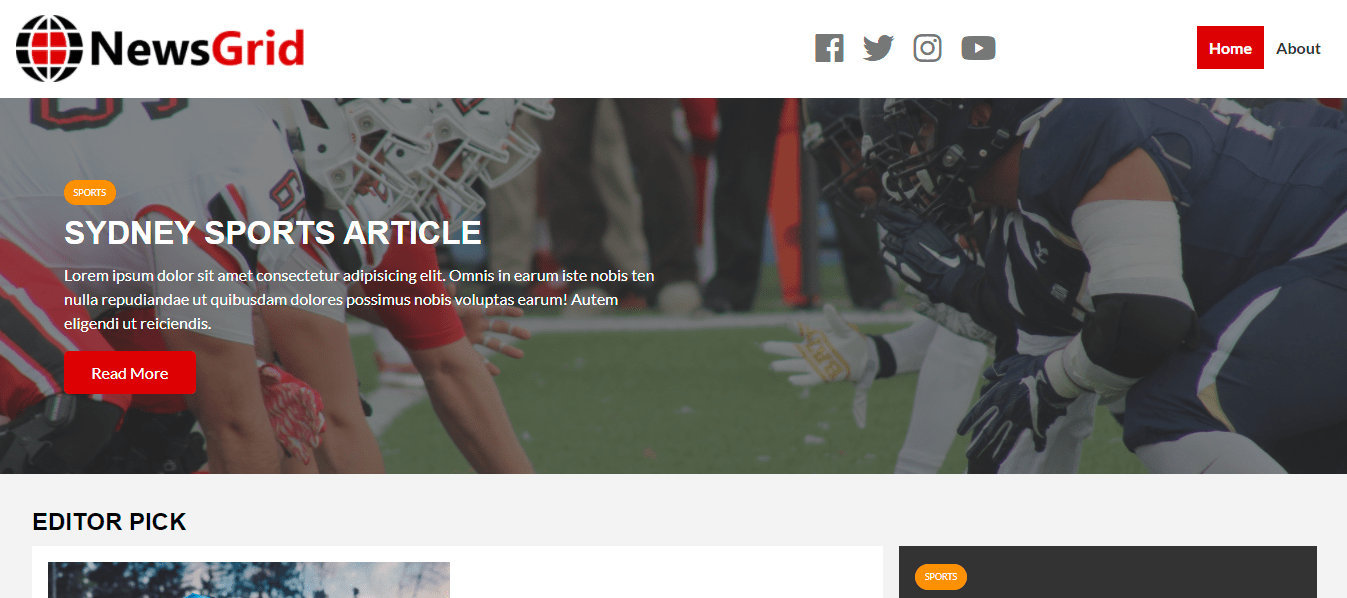 NewsGrid
Home About
SPORTS
SYDNEY SPORTS ARTICLE
Lorem ipsum dolor sit amet consectetur adipisicing elit. Omnis in earum iste nobis ten
nulla repudiandae ut quibusdam dolores possimus nobis voluptas earum! Autem
eligendi ut reiciendis.
Read More
EDITOR PICK
SPORTS